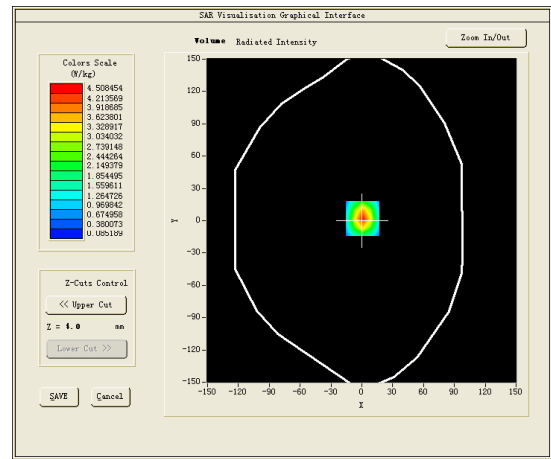 SAR Visualisation Graphical Interface
Volume Radiated Intensity
Zoom In/Out
Colors Scale
(W/kg)
4.508454
4.213569
3.918685
3.623801
3.328917
3.034032
2.739148
2.444264
2.149379
1.854495
1.559611
1.264726
0.969842
0.674958
0.380073
0.085189
Z-Cuts Control
<< Upper Cut
Z = 4.0 mm
Lower Cut >>
SAVE
Cancel
150
120
90
60
30
0
-30
-60
-90
-120
-150
Y
-150 -120 -90 -60 -30 0 30 60 90 120 150
X